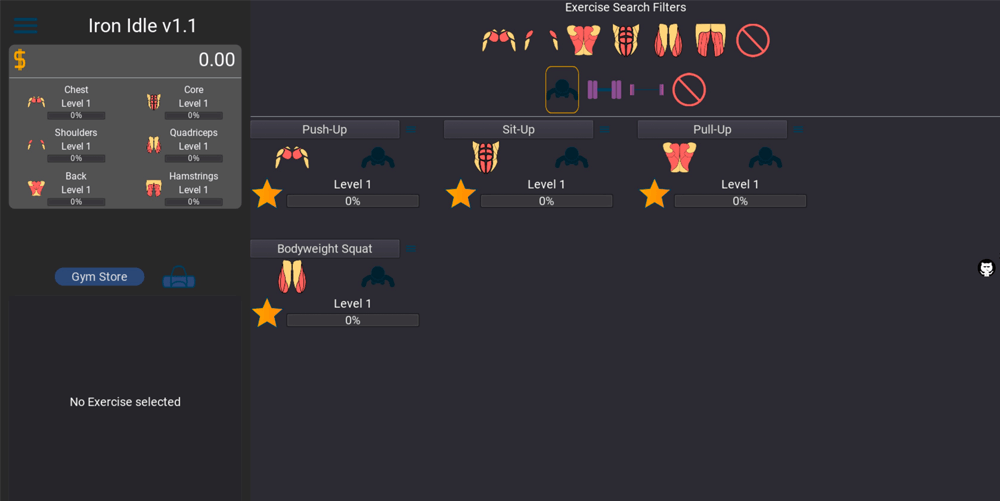 Iron Idle v1.1
$ 0.00
Chest
Level 1
0%
Core
Level 1
0%
Shoulders
Level 1
0%
Quadriceps
Level 1
0%
Back
Level 1
0%
Hamstrings
Level 1
0%
Gym Store
No Exercise selected
Exercise Search Filters
Push-Up
Level 1
0%
Sit-Up
Level 1
0%
Pull-Up
Level 1
0%
Bodyweight Squat
Level 1
0%